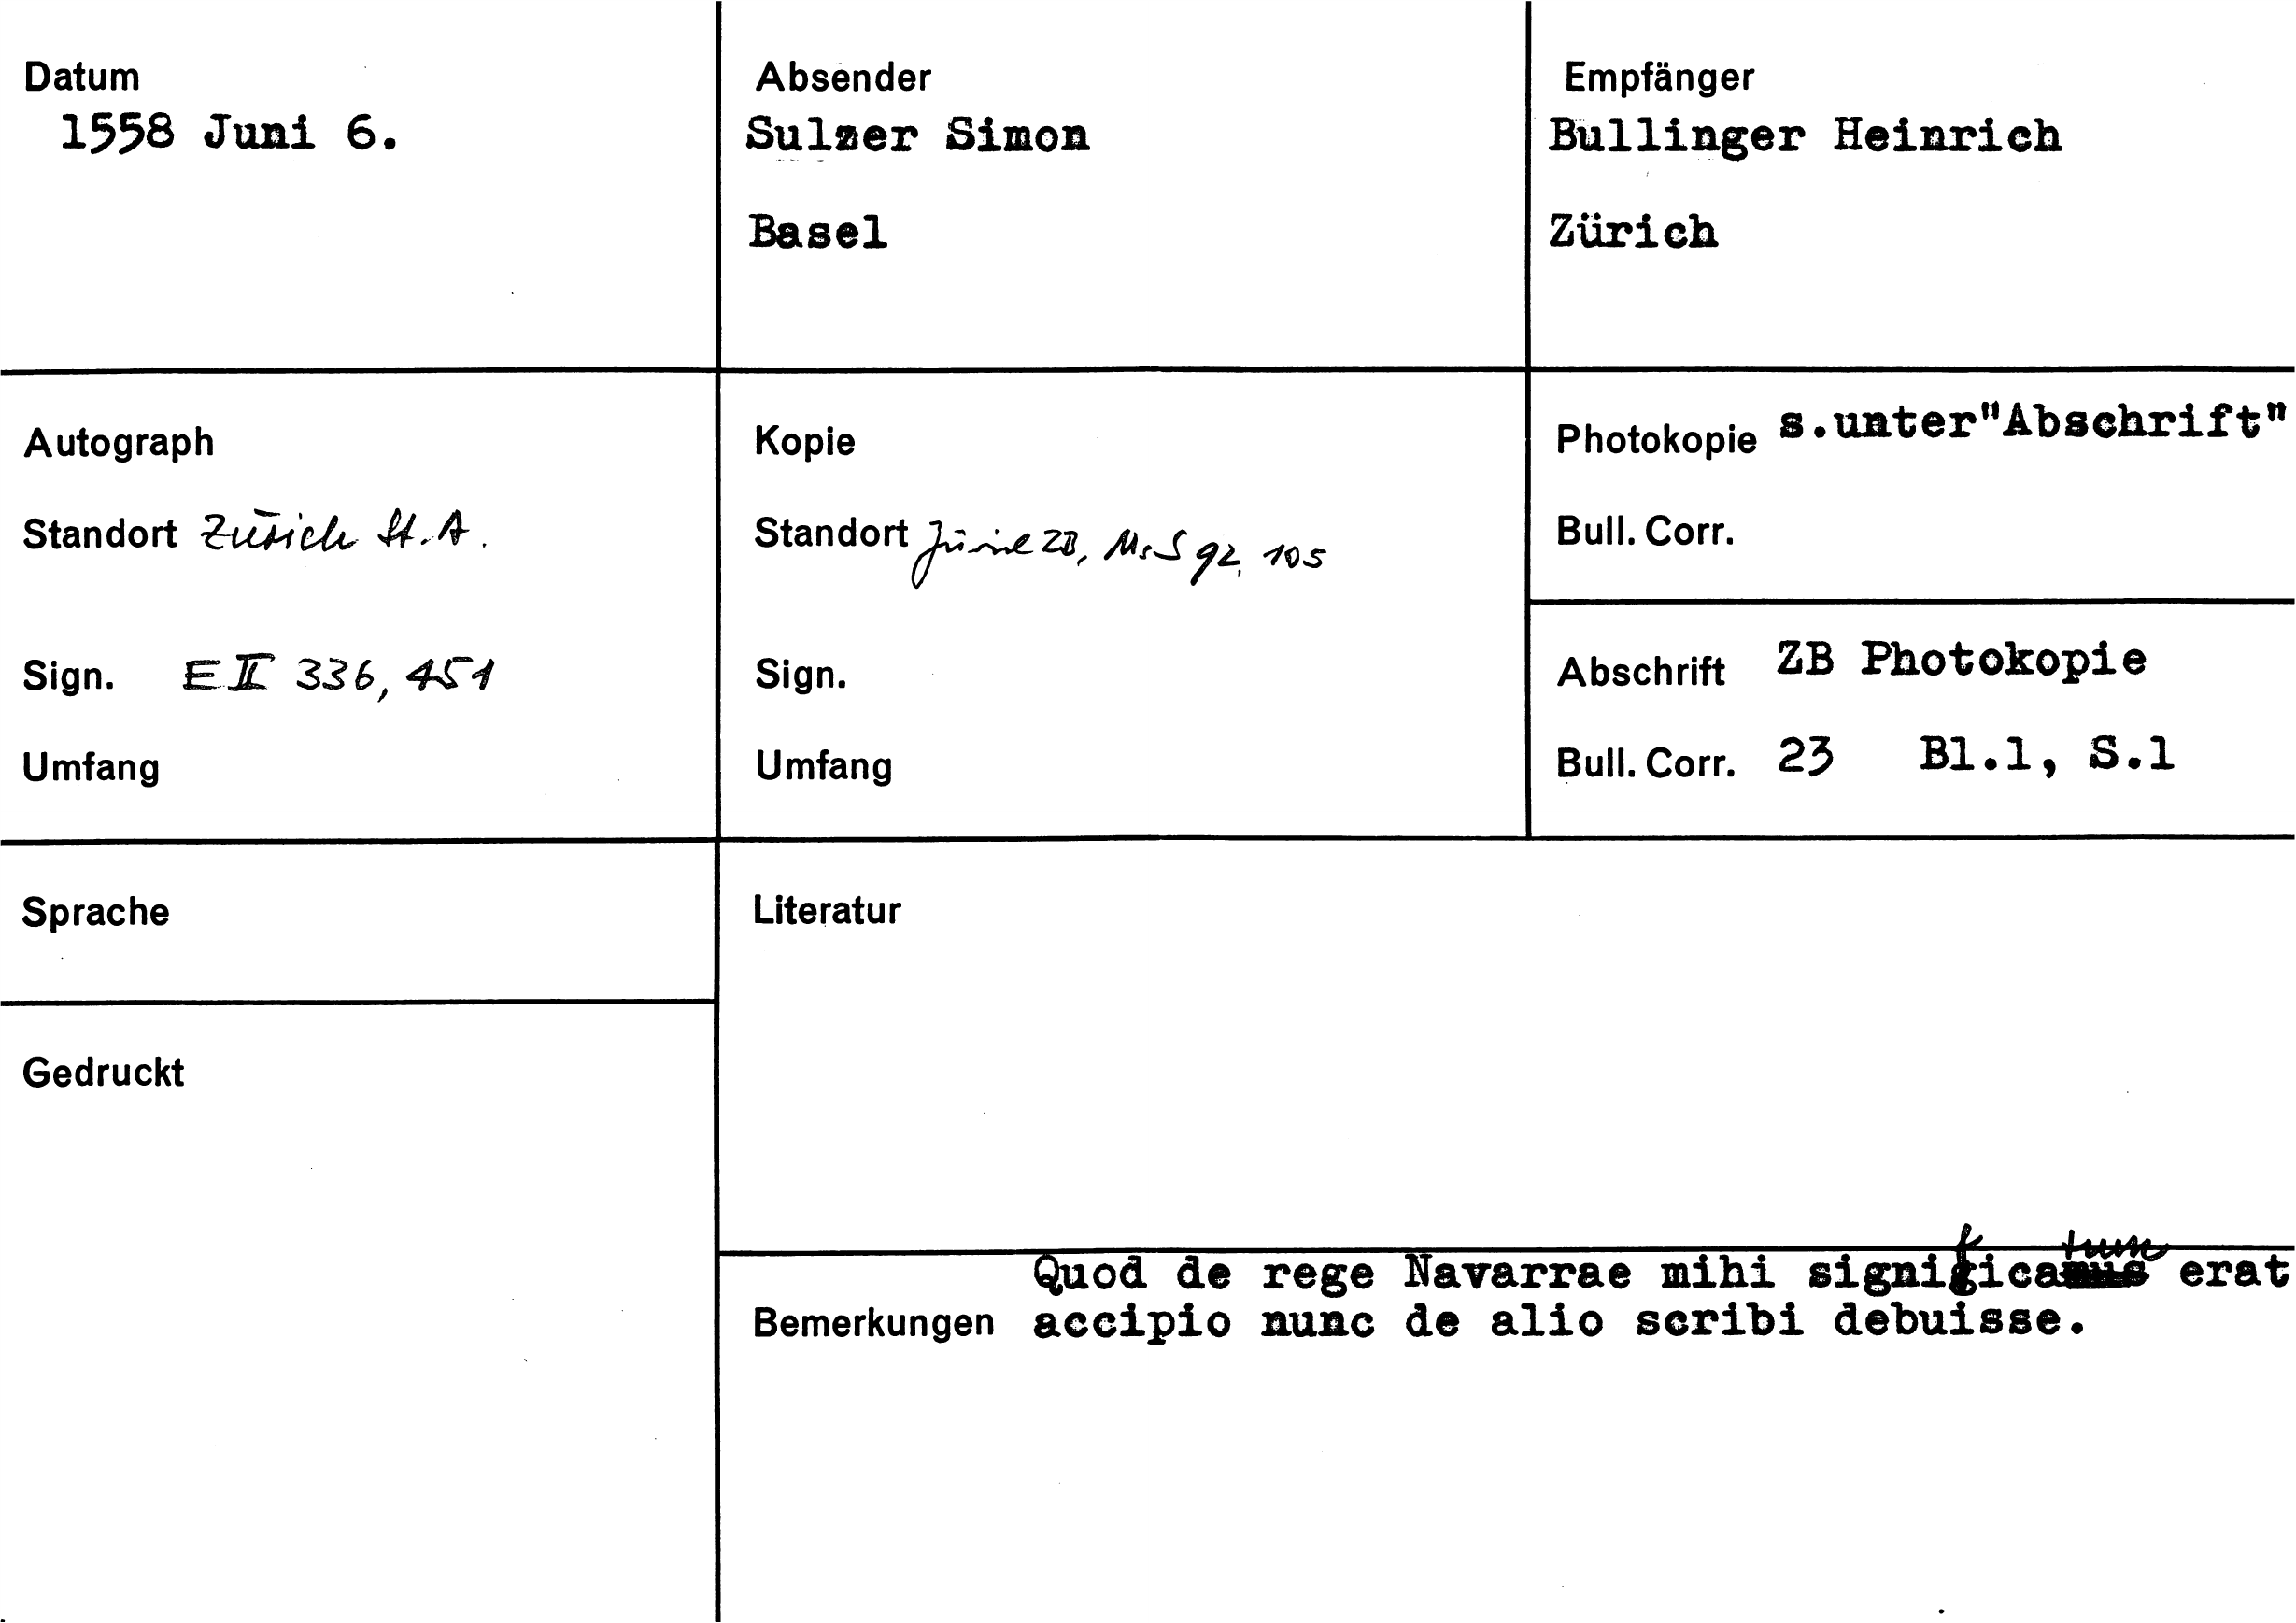 Datum
1558 Juni 6.
Absender
Sulzer Simon
Basel
Empfänger
Bullinger Heinrich
Zürich
Autograph
Standort Zürich St. A.
Sign. E II 336, 451
Umfang
Kopie
Standort Zürich ZB, Ms S 92, 105
Sign.
Umfang
Photokopie s.unter"Abschrift"
Bull. Corr.
Abschrift ZB Photokopie
Bull. Corr. 23 Bl.1, S.1
Sprache
Gedruckt
Literatur
Quod de rege Navarrae mihi significatum erat
Bemerkungen accipio nunc de alio scribi debuisse.